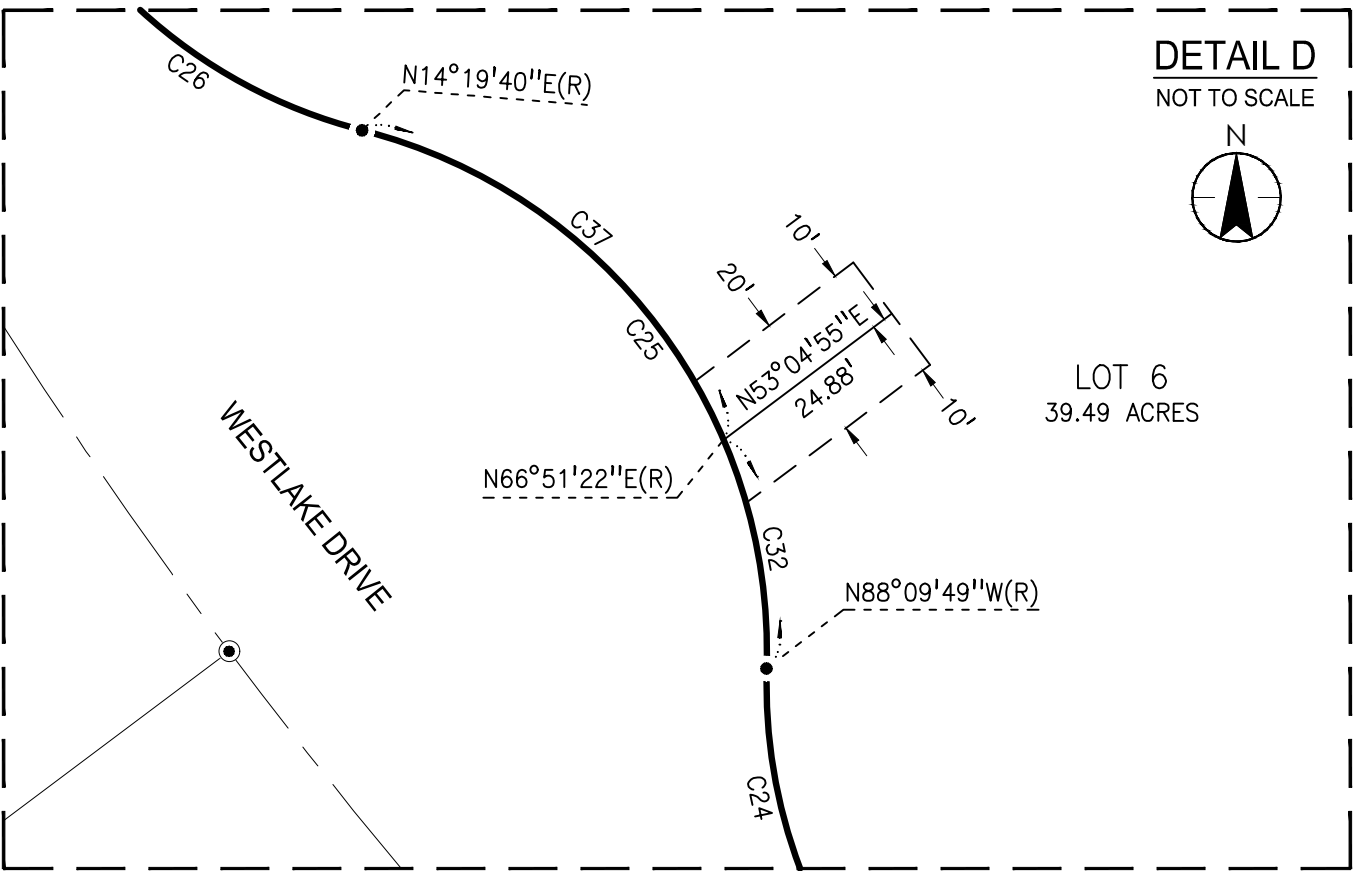 DETAIL D
NOT TO SCALE
N
C26
N14°19'40"E(R)
C37
10'
20'
C25
N53°04'55"E
24.88'
10'
LOT 6
39.49 ACRES
WESTLAKE DRIVE
N66°51'22"E(R)
C32
N88°09'49"W(R)
C24